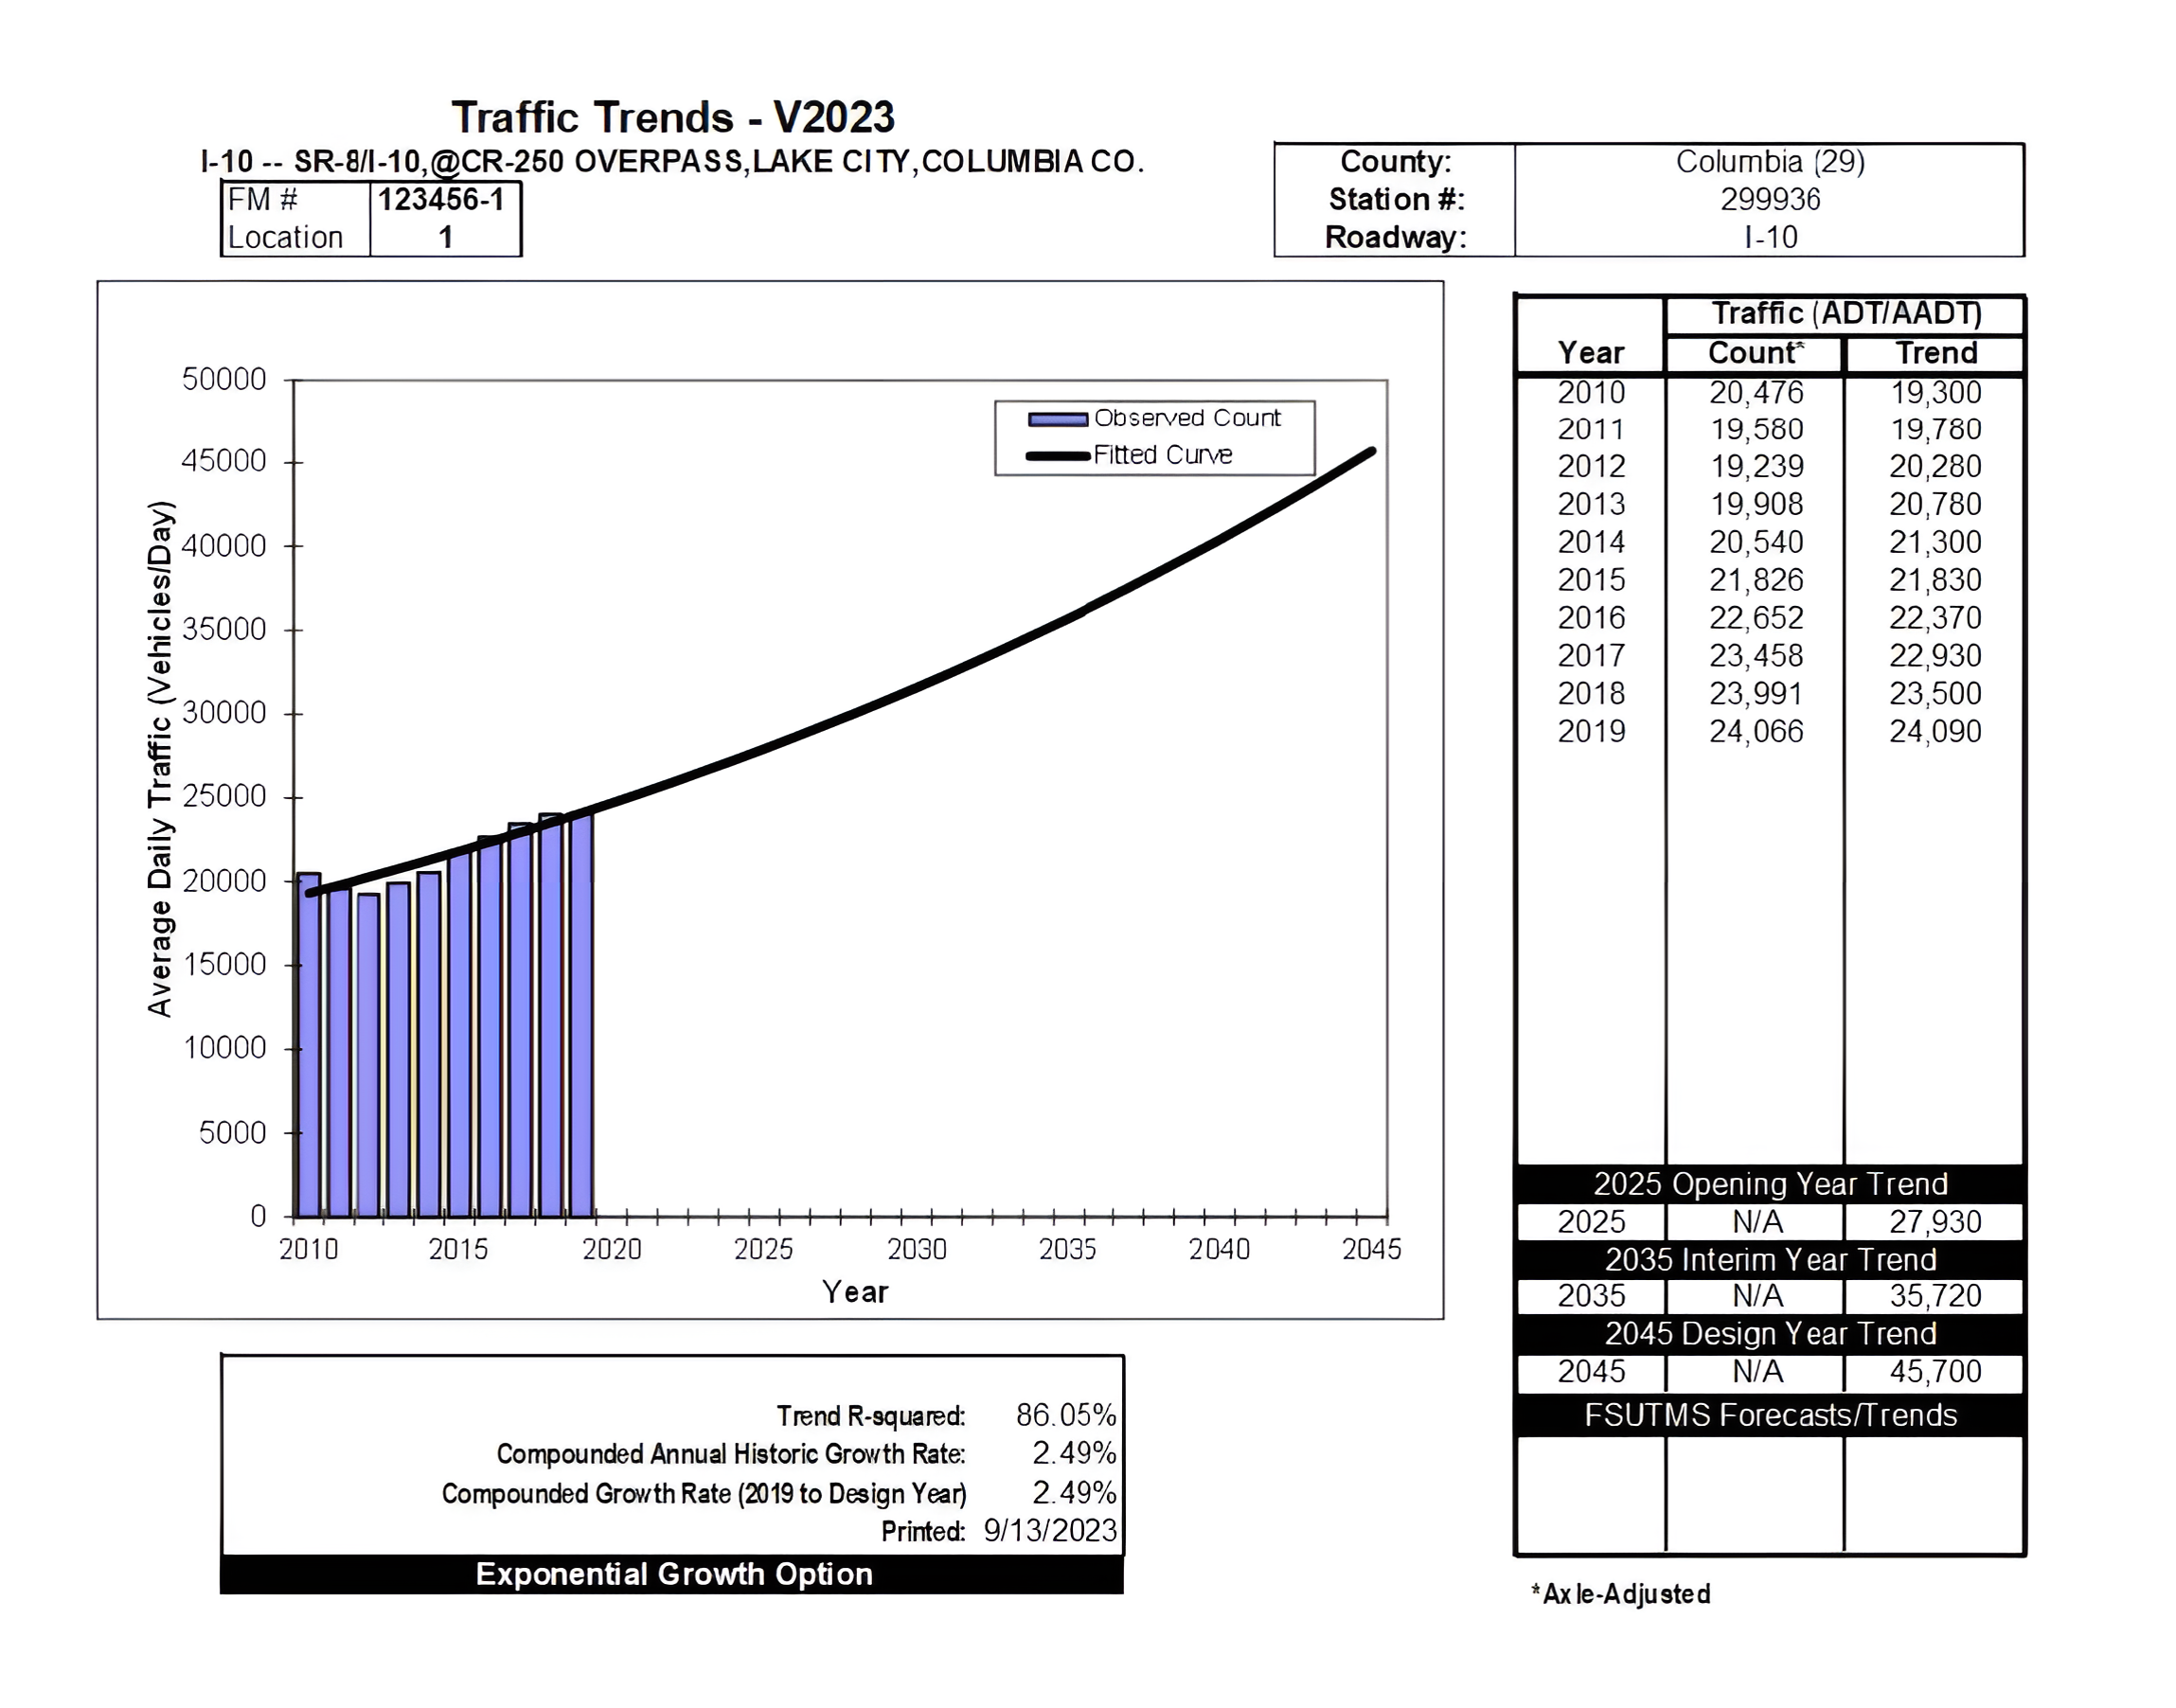 Traffic Trends - V2023
I-10 -- SR-8/I-10,@CR-250 OVERPASS,LAKE CITY,COLUMBIA CO.
FM # 123456-1
Location 1
County: Columbia (29)
Station #: 299936
Roadway: I-10
Average Daily Traffic (Vehicles/Day)
50000
45000
40000
35000
30000
25000
20000
15000
10000
5000
0
Observed Count
Fitted Curve
2010 2015 2020 2025 2030 2035 2040 2045
Year
Traffic (ADT/AADT)
Year Count* Trend
2010 20,476 19,300
2011 19,580 19,780
2012 19,239 20,280
2013 19,908 20,780
2014 20,540 21,300
2015 21,826 21,830
2016 22,652 22,370
2017 23,458 22,930
2018 23,991 23,500
2019 24,066 24,090
2025 Opening Year Trend
2025 N/A 27,930
2035 Interim Year Trend
2035 N/A 35,720
2045 Design Year Trend
2045 N/A 45,700
FSUTMS Forecasts/Trends
Trend R-squared: 86.05%
Compounded Annual Historic Growth Rate: 2.49%
Compounded Growth Rate (2019 to Design Year) 2.49%
Printed: 9/13/2023
Exponential Growth Option
*Axle-Adjusted